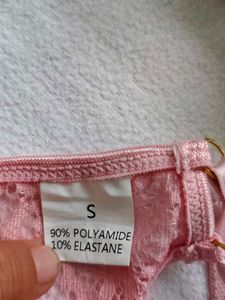 S
90% POLYAMIDE
10% ELASTANE